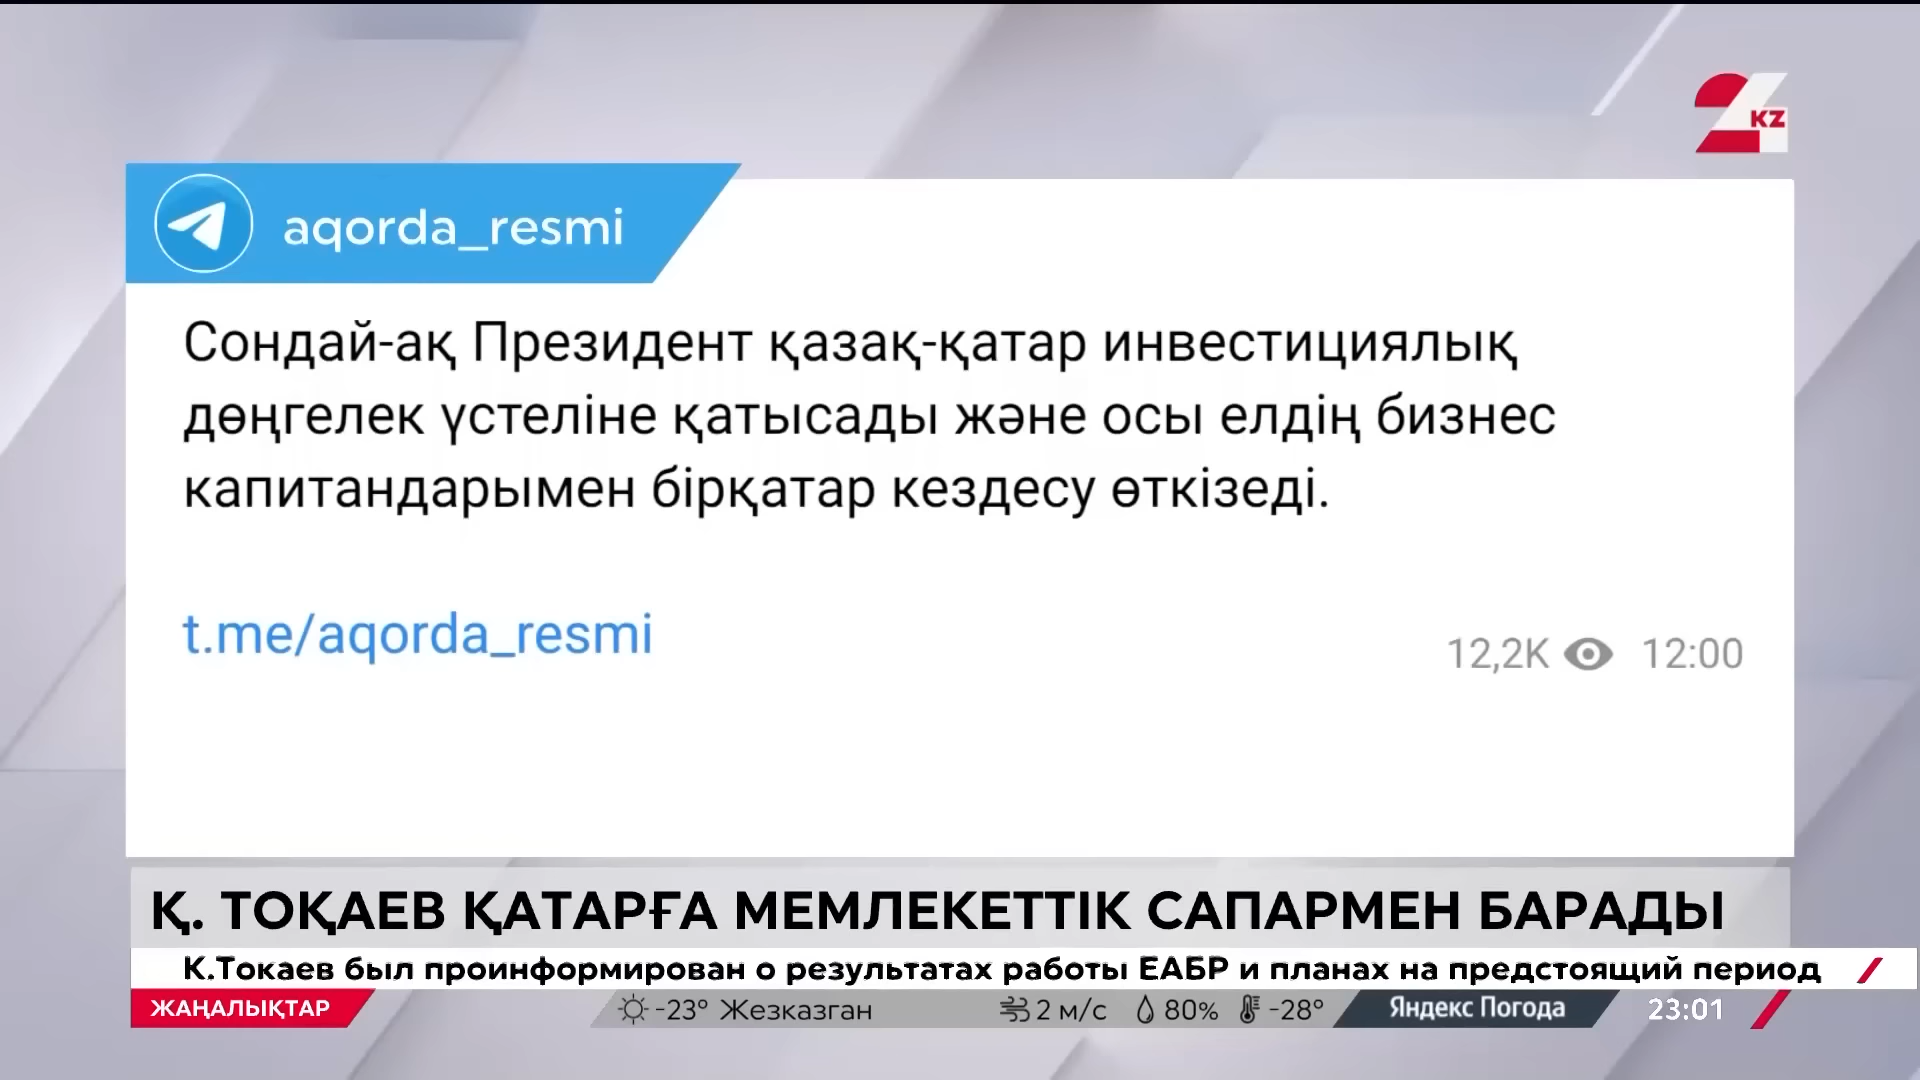 24KZ
aqorda_resmi
Сондай-ақ Президент қазақ-қатар инвестициялық
дөңгелек үстеліне қатысады және осы елдің бизнес
капитандарымен бірқатар кездесу өткізеді.
t.me/aqorda_resmi
12,2K 12:00
Қ. ТОҚАЕВ ҚАТАРҒА МЕМЛЕКЕТТІК САПАРМЕН БАРАДЫ
К.Токаев был проинформирован о результатах работы ЕАБР и планах на предстоящий период
ЖАҢАЛЫҚТАР -23° Жезказган 2 м/с 80% -28° Яндекс Погода 23:01